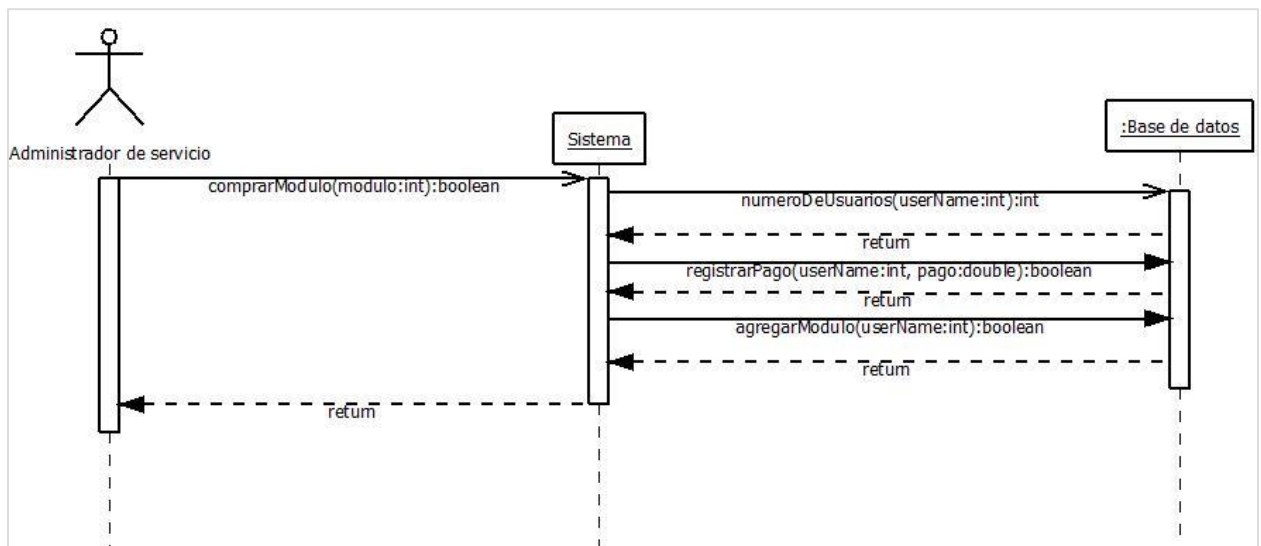 :Base de datos
Sistema
Administrador de servicio
comprarModulo(modulo:int):boolean
numeroDeUsuarios(userName:int):int
return
registrarPago(userName:int, pago:double):boolean
return
agregarModulo(userName:int):boolean
return
return